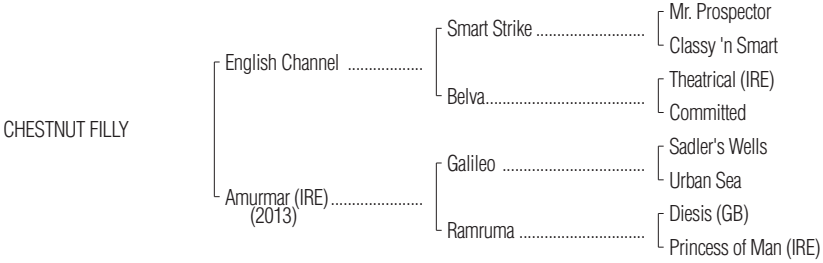 Mr. Prospector
Smart Strike ..........................
Classy 'n Smart
English Channel ..................
Theatrical (IRE)
Belva......................................
Committed
CHESTNUT FILLY
Sadler's Wells
Galileo ..................................
Urban Sea
Amurmar (IRE)......................
(2013)
Diesis (GB)
Ramruma ..............................
Princess of Man (IRE)